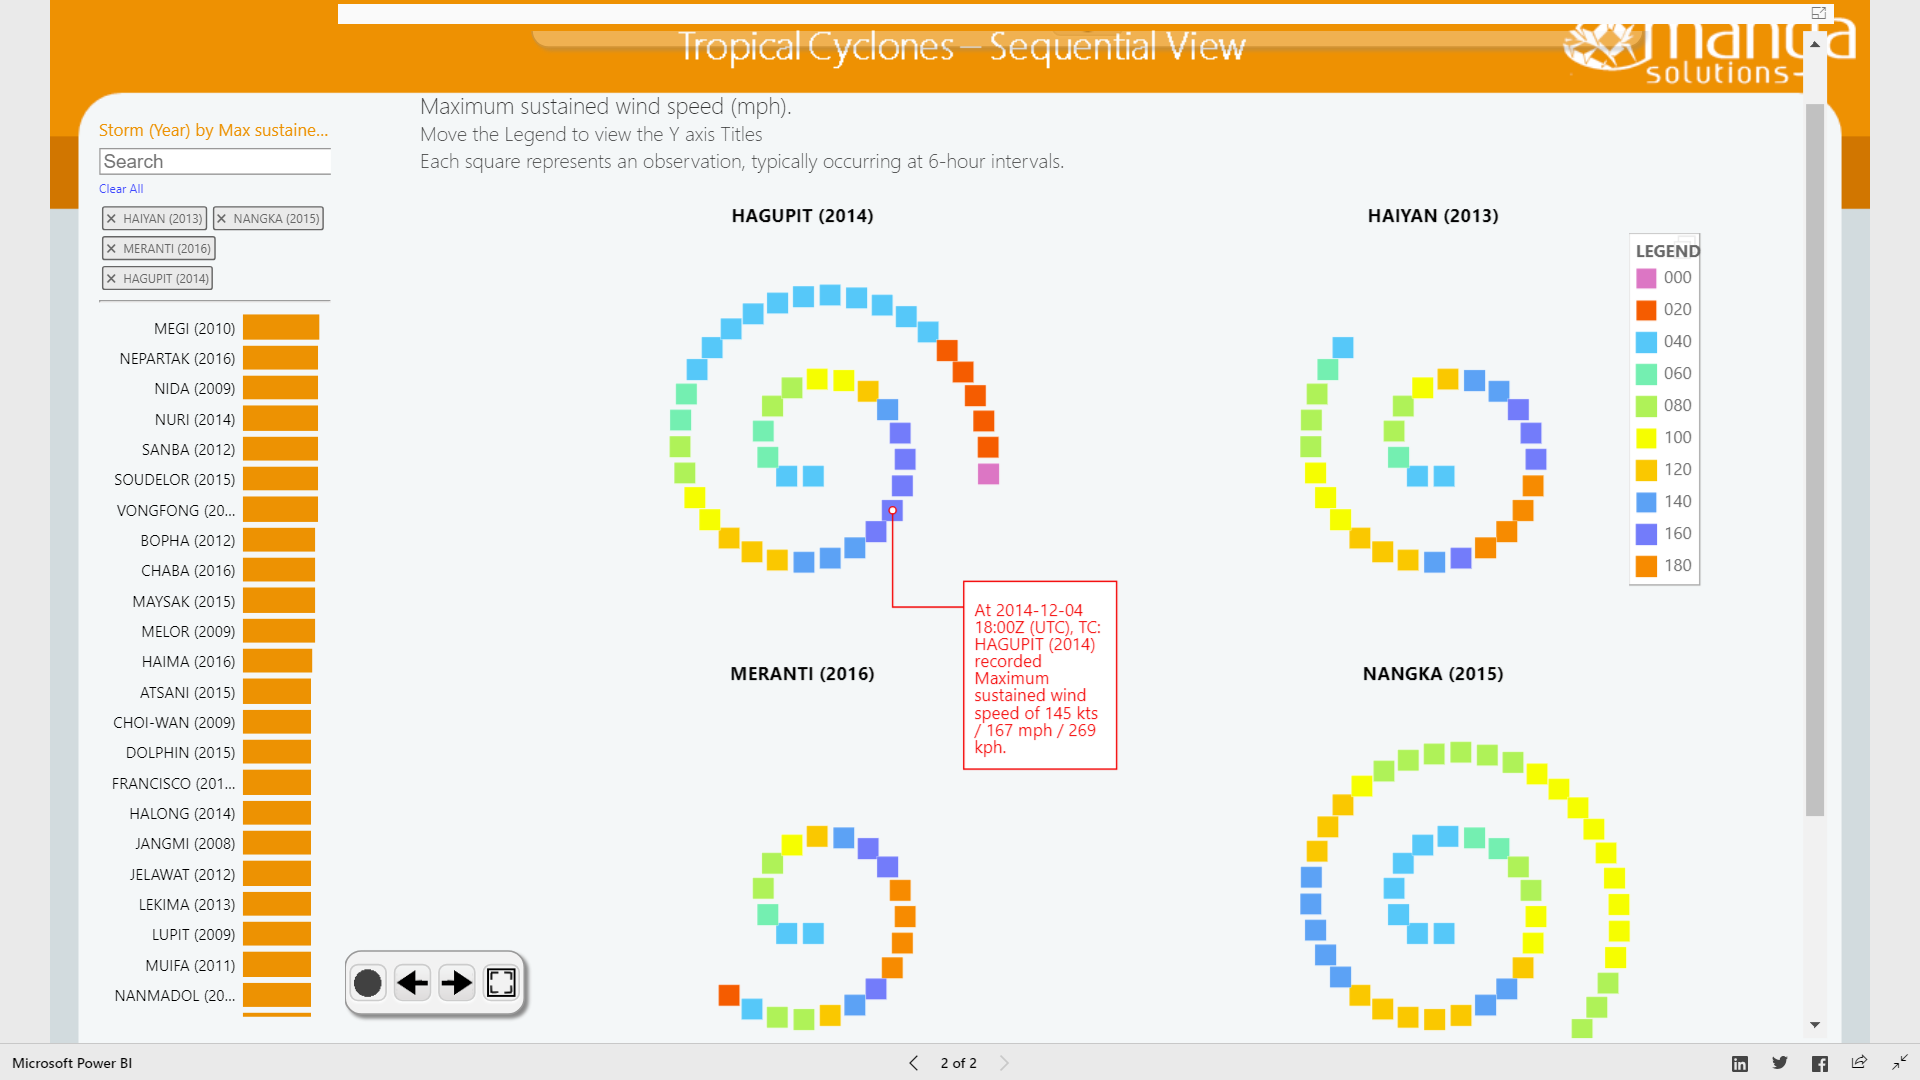 Tropical Cyclones – Sequential View
manda
solutions
Maximum sustained wind speed (mph).
Move the Legend to view the Y axis Titles
Each square represents an observation, typically occurring at 6-hour intervals.
Storm (Year) by Max sustaine...
Search
Clear All
HAIYAN (2013)
NANGKA (2015)
MERANTI (2016)
HAGUPIT (2014)
MEGI (2010)
NEPARTAK (2016)
NIDA (2009)
NURI (2014)
SANBA (2012)
SOUDELOR (2015)
VONGFONG (20...
BOPHA (2012)
CHABA (2016)
MAYSAK (2015)
MELOR (2009)
HAIMA (2016)
ATSANI (2015)
CHOI-WAN (2009)
DOLPHIN (2015)
FRANCISCO (201...
HALONG (2014)
JANGMI (2008)
JELAWAT (2012)
LEKIMA (2013)
LUPIT (2009)
MUIFA (2011)
NANMADOL (20...
HAGUPIT (2014)
HAIYAN (2013)
LEGEND
000
020
040
060
080
100
120
140
160
180
At 2014-12-04
18:00Z (UTC), TC:
HAGUPIT (2014)
recorded
Maximum
sustained wind
speed of 145 kts
/ 167 mph / 269
kph.
MERANTI (2016)
NANGKA (2015)
Microsoft Power BI
2 of 2